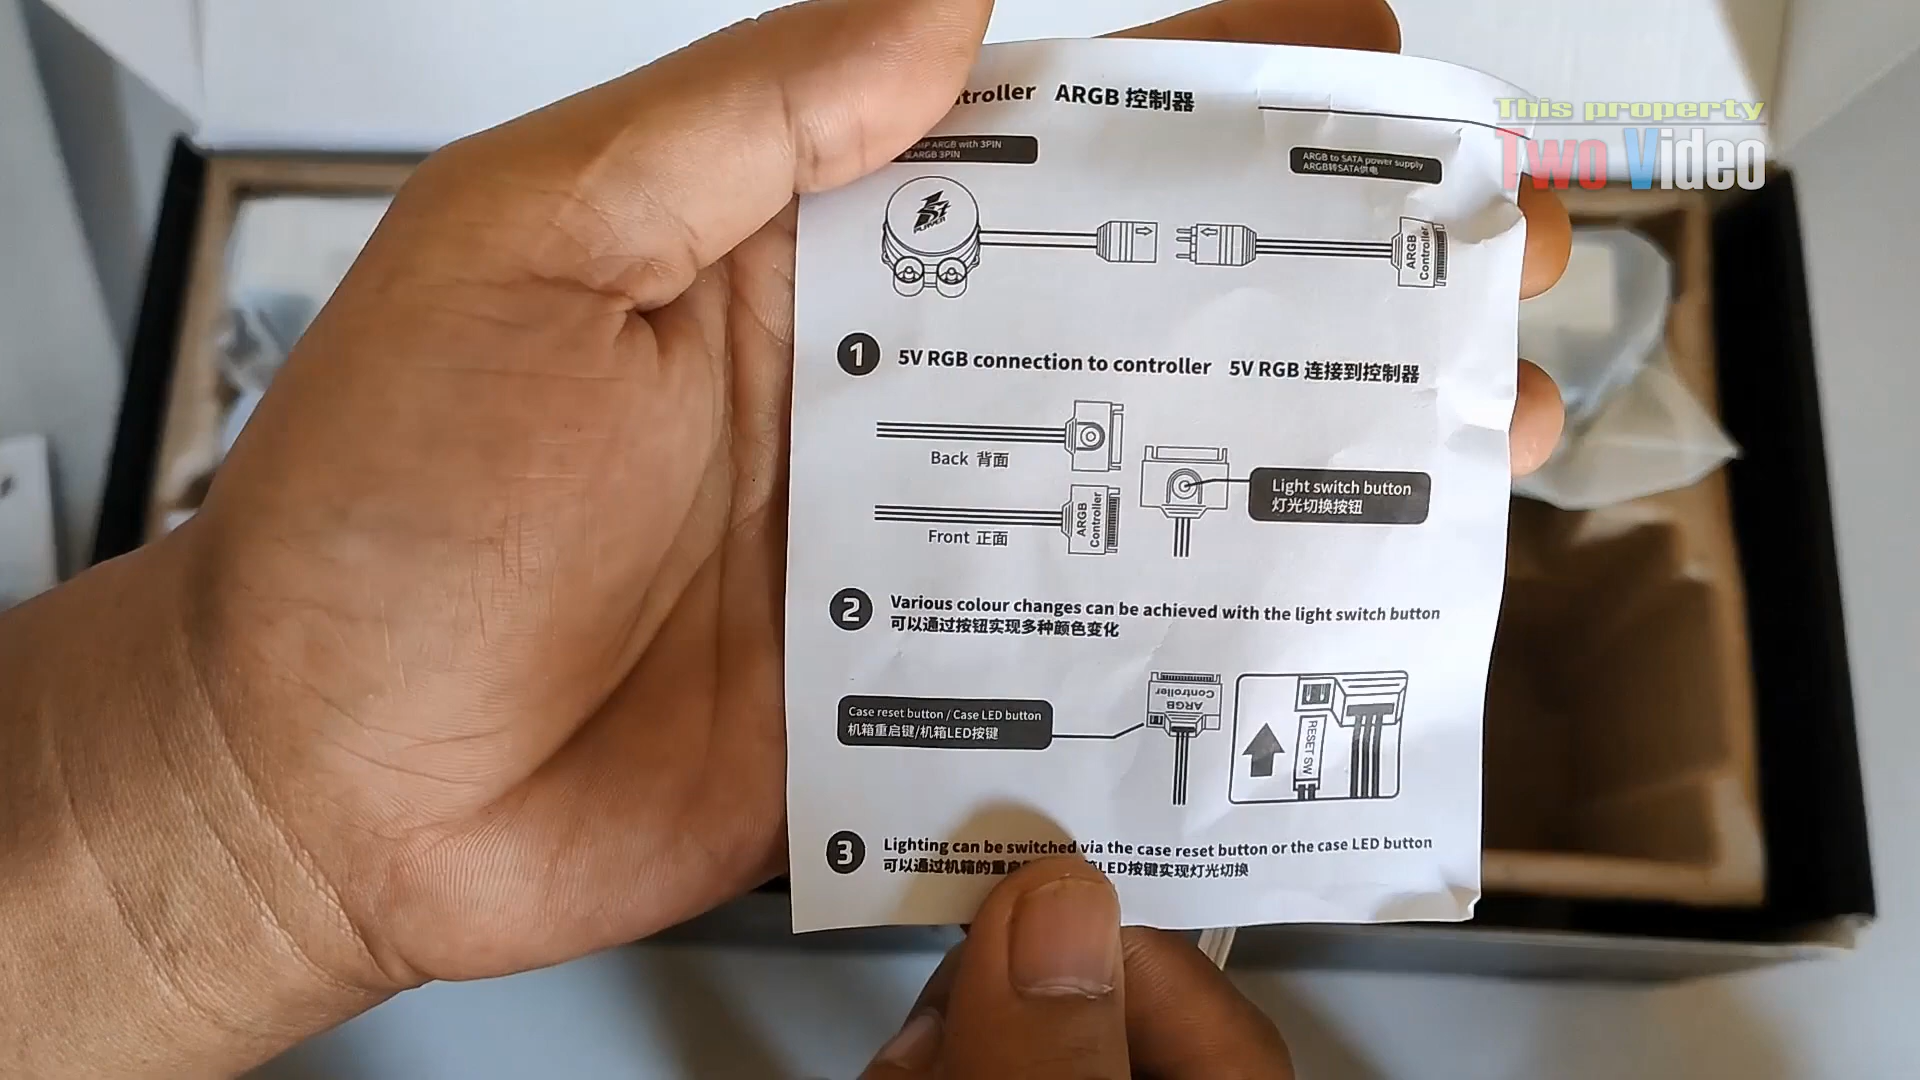 ARGB 控制器
This property
Two Video
ARGB with 3PIN
ARGB 3PIN
ARGB to SATA power supply
ARGB转SATA供电
PLAYER
ARGB
Controller
1 5V RGB connection to controller 5V RGB 连接到控制器
Back 背面
Light switch button
灯光切换按钮
Front 正面
ARGB
Controller
2 Various colour changes can be achieved with the light switch button
可以通过按钮实现多种颜色变化
ARGB
Controller
Case reset button / Case LED button
机箱重启键/机箱LED按键
RESET SW
3 Lighting can be switched via the case reset button or the case LED button
可以通过机箱的重启 LED按键实现灯光切换